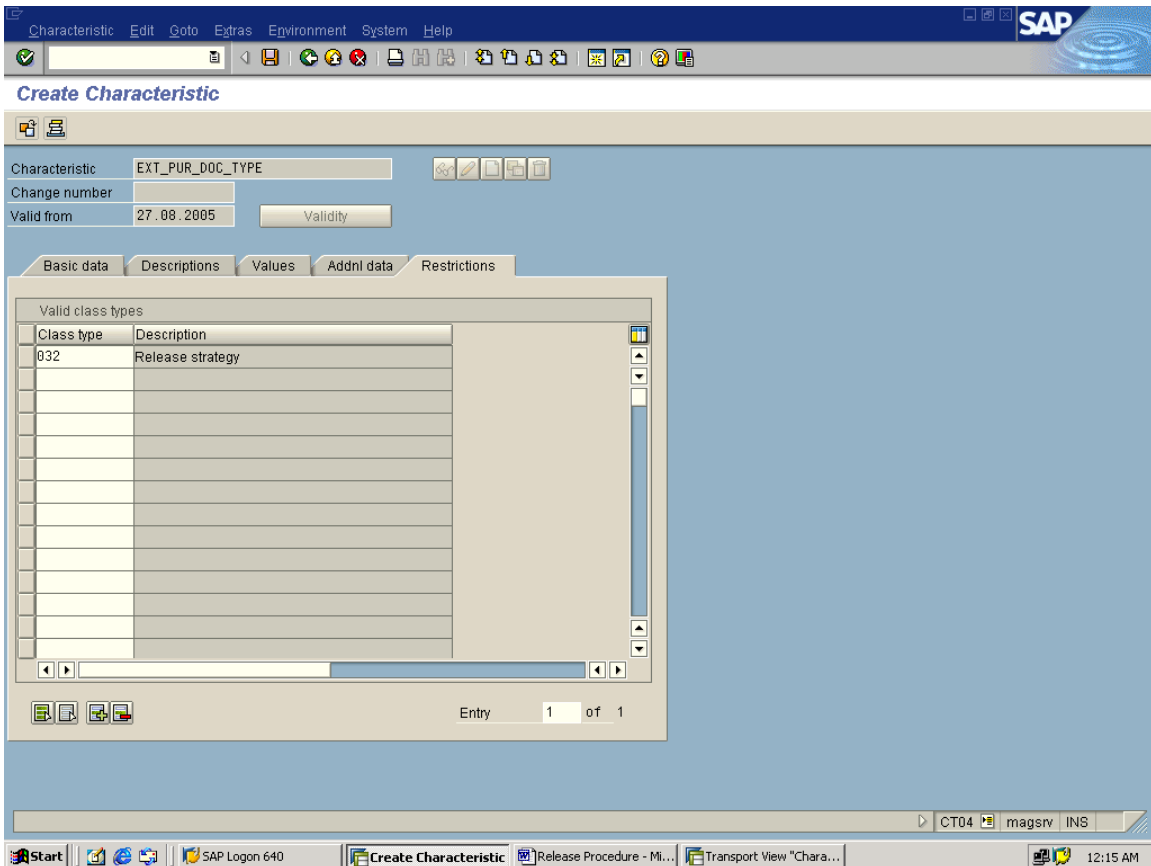 Characteristic Edit Goto Extras Environment System Help
SAP
Create Characteristic
Characteristic EXT_PUR_DOC_TYPE
Change number
Valid from 27.08.2005 Validity
Basic data Descriptions Values Addnl data Restrictions
Valid class types
Class type Description
032 Release strategy
Entry 1 of 1
CT04 magsrv INS
Start SAP Logon 640 Create Characteristic Release Procedure - Mi... Transport View "Chara... 12:15 AM